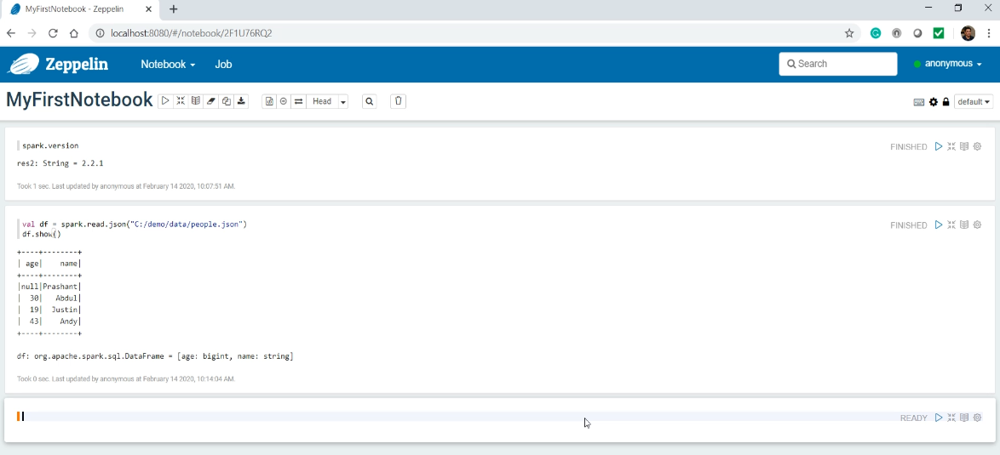 MyFirstNotebook - Zeppelin
localhost:8080/#/notebook/2F1U76RQ2
Zeppelin Notebook Job Search anonymous
MyFirstNotebook Head default
spark.version FINISHED
res2: String = 2.2.1
Took 1 sec. Last updated by anonymous at February 14 2020, 10:07:51 AM.
val df = spark.read.json("C:/demo/data/people.json") FINISHED
df.show()
+----+--------+
| age|    name|
+----+--------+
|null|Prashant|
|  30|   Abdul|
|  19|  Justin|
|  43|    Andy|
+----+--------+
df: org.apache.spark.sql.DataFrame = [age: bigint, name: string]
Took 0 sec. Last updated by anonymous at February 14 2020, 10:14:04 AM.
READY